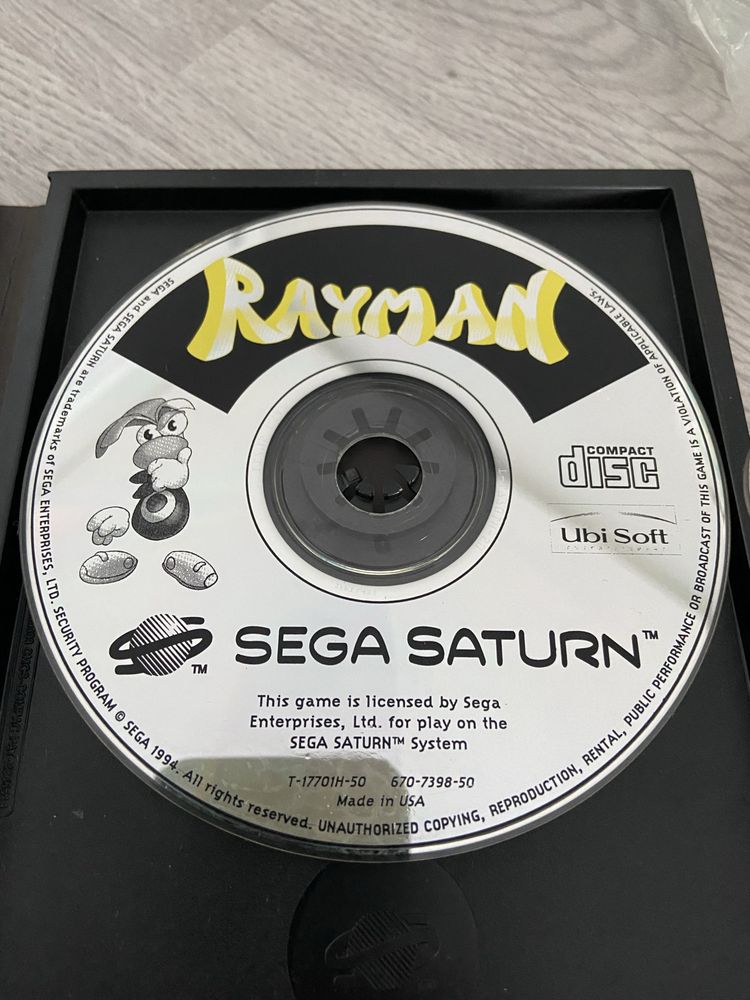 RAYMAN
COMPACT
disc
Ubi Soft
ENTERTAINMENT
SEGA SATURN™
This game is licensed by Sega
Enterprises, Ltd. for play on the
SEGA SATURN™ System
T-17701H-50 670-7398-50
Made in USA
SEGA and SEGA SATURN are trademarks of SEGA ENTERPRISES, LTD. SECURITY PROGRAM © SEGA 1994. All rights reserved. UNAUTHORIZED COPYING, REPRODUCTION, RENTAL, PUBLIC PERFORMANCE OR BROADCAST OF THIS GAME IS A VIOLATION OF APPLICABLE LAWS.
TM